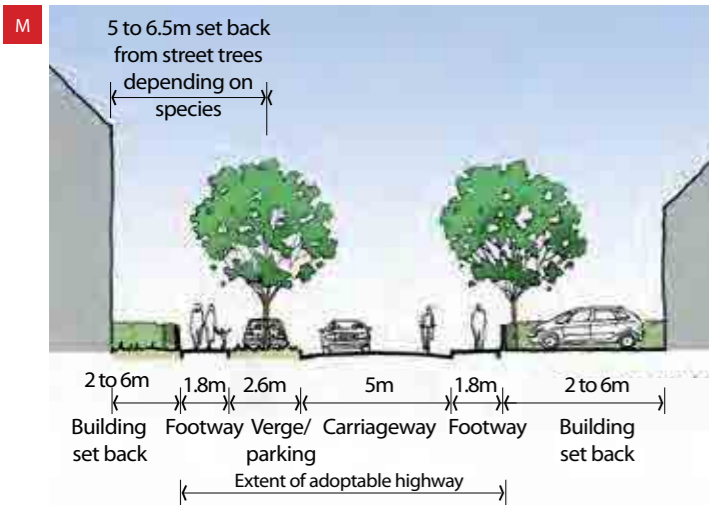 M
5 to 6.5m set back
from street trees
depending on
species
2 to 6m 1.8m 2.6m 5m 1.8m 2 to 6m
Building Footway Verge/ Carriageway Footway Building
set back parking set back
Extent of adoptable highway